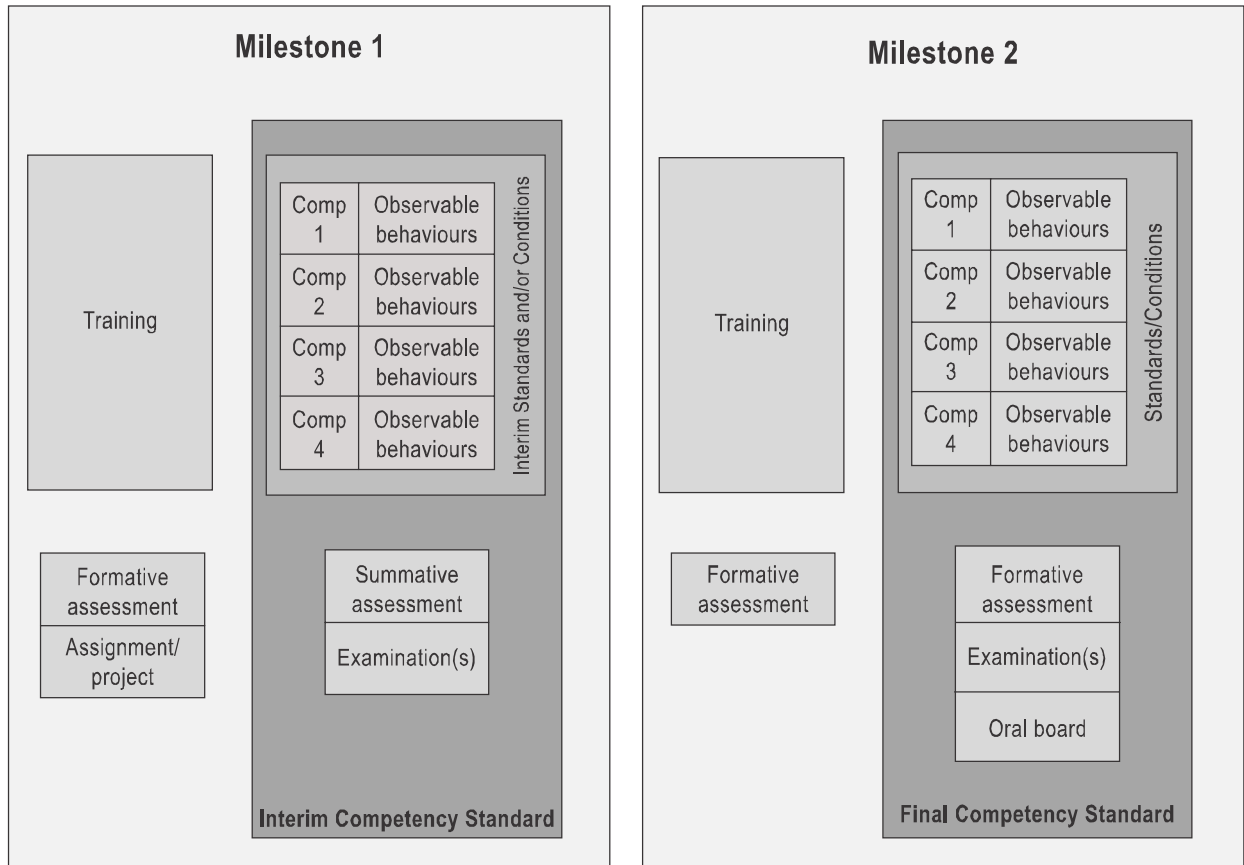 Milestone 1
Training
Comp
1
Observable
behaviours
Comp
2
Observable
behaviours
Comp
3
Observable
behaviours
Comp
4
Observable
behaviours
Interim Standards and/or Conditions
Formative
assessment
Assignment/
project
Summative
assessment
Examination(s)
Interim Competency Standard
Milestone 2
Training
Comp
1
Observable
behaviours
Comp
2
Observable
behaviours
Comp
3
Observable
behaviours
Comp
4
Observable
behaviours
Standards/Conditions
Formative
assessment
Formative
assessment
Examination(s)
Oral board
Final Competency Standard